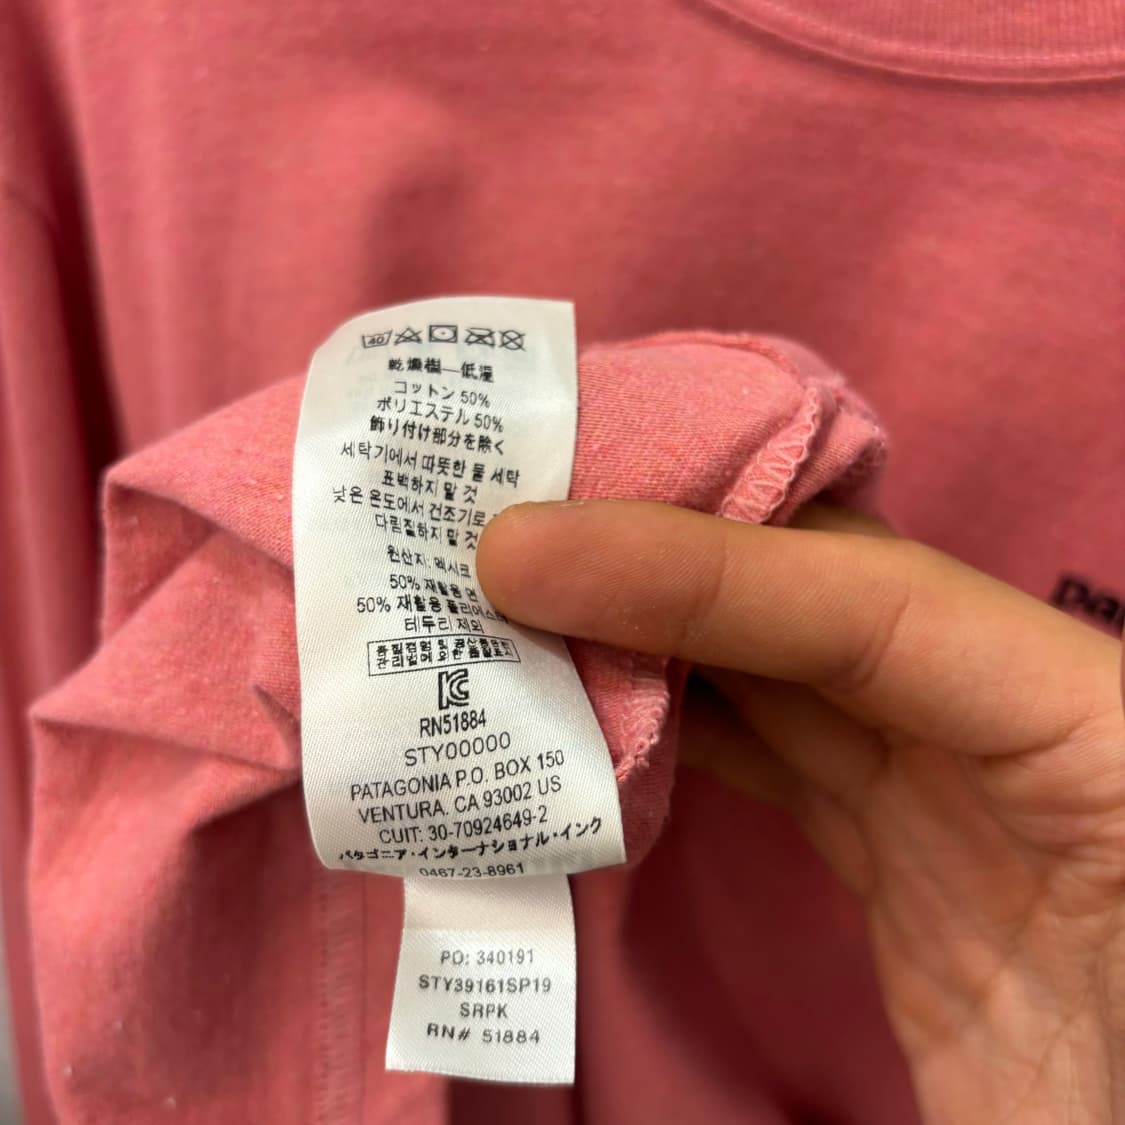 40
乾燥機—低温
コットン 50%
ポリエステル 50%
飾り付け部分を除く
세탁기에서 따뜻한 물 세탁
표백하지 말 것
낮은 온도에서 건조기로
다림질하지 말 것
원산지: 멕시코
50% 재활용 면
50% 재활용 폴리에스터
테두리 제외
RN51884
STY00000
PATAGONIA P.O. BOX 150
VENTURA. CA 93002 US
CUIT: 30-70924649-2
パタゴニア・インターナショナル・インク
0467-23-8961
PO: 340191
STY39161SP19
SRPK
RN# 51884